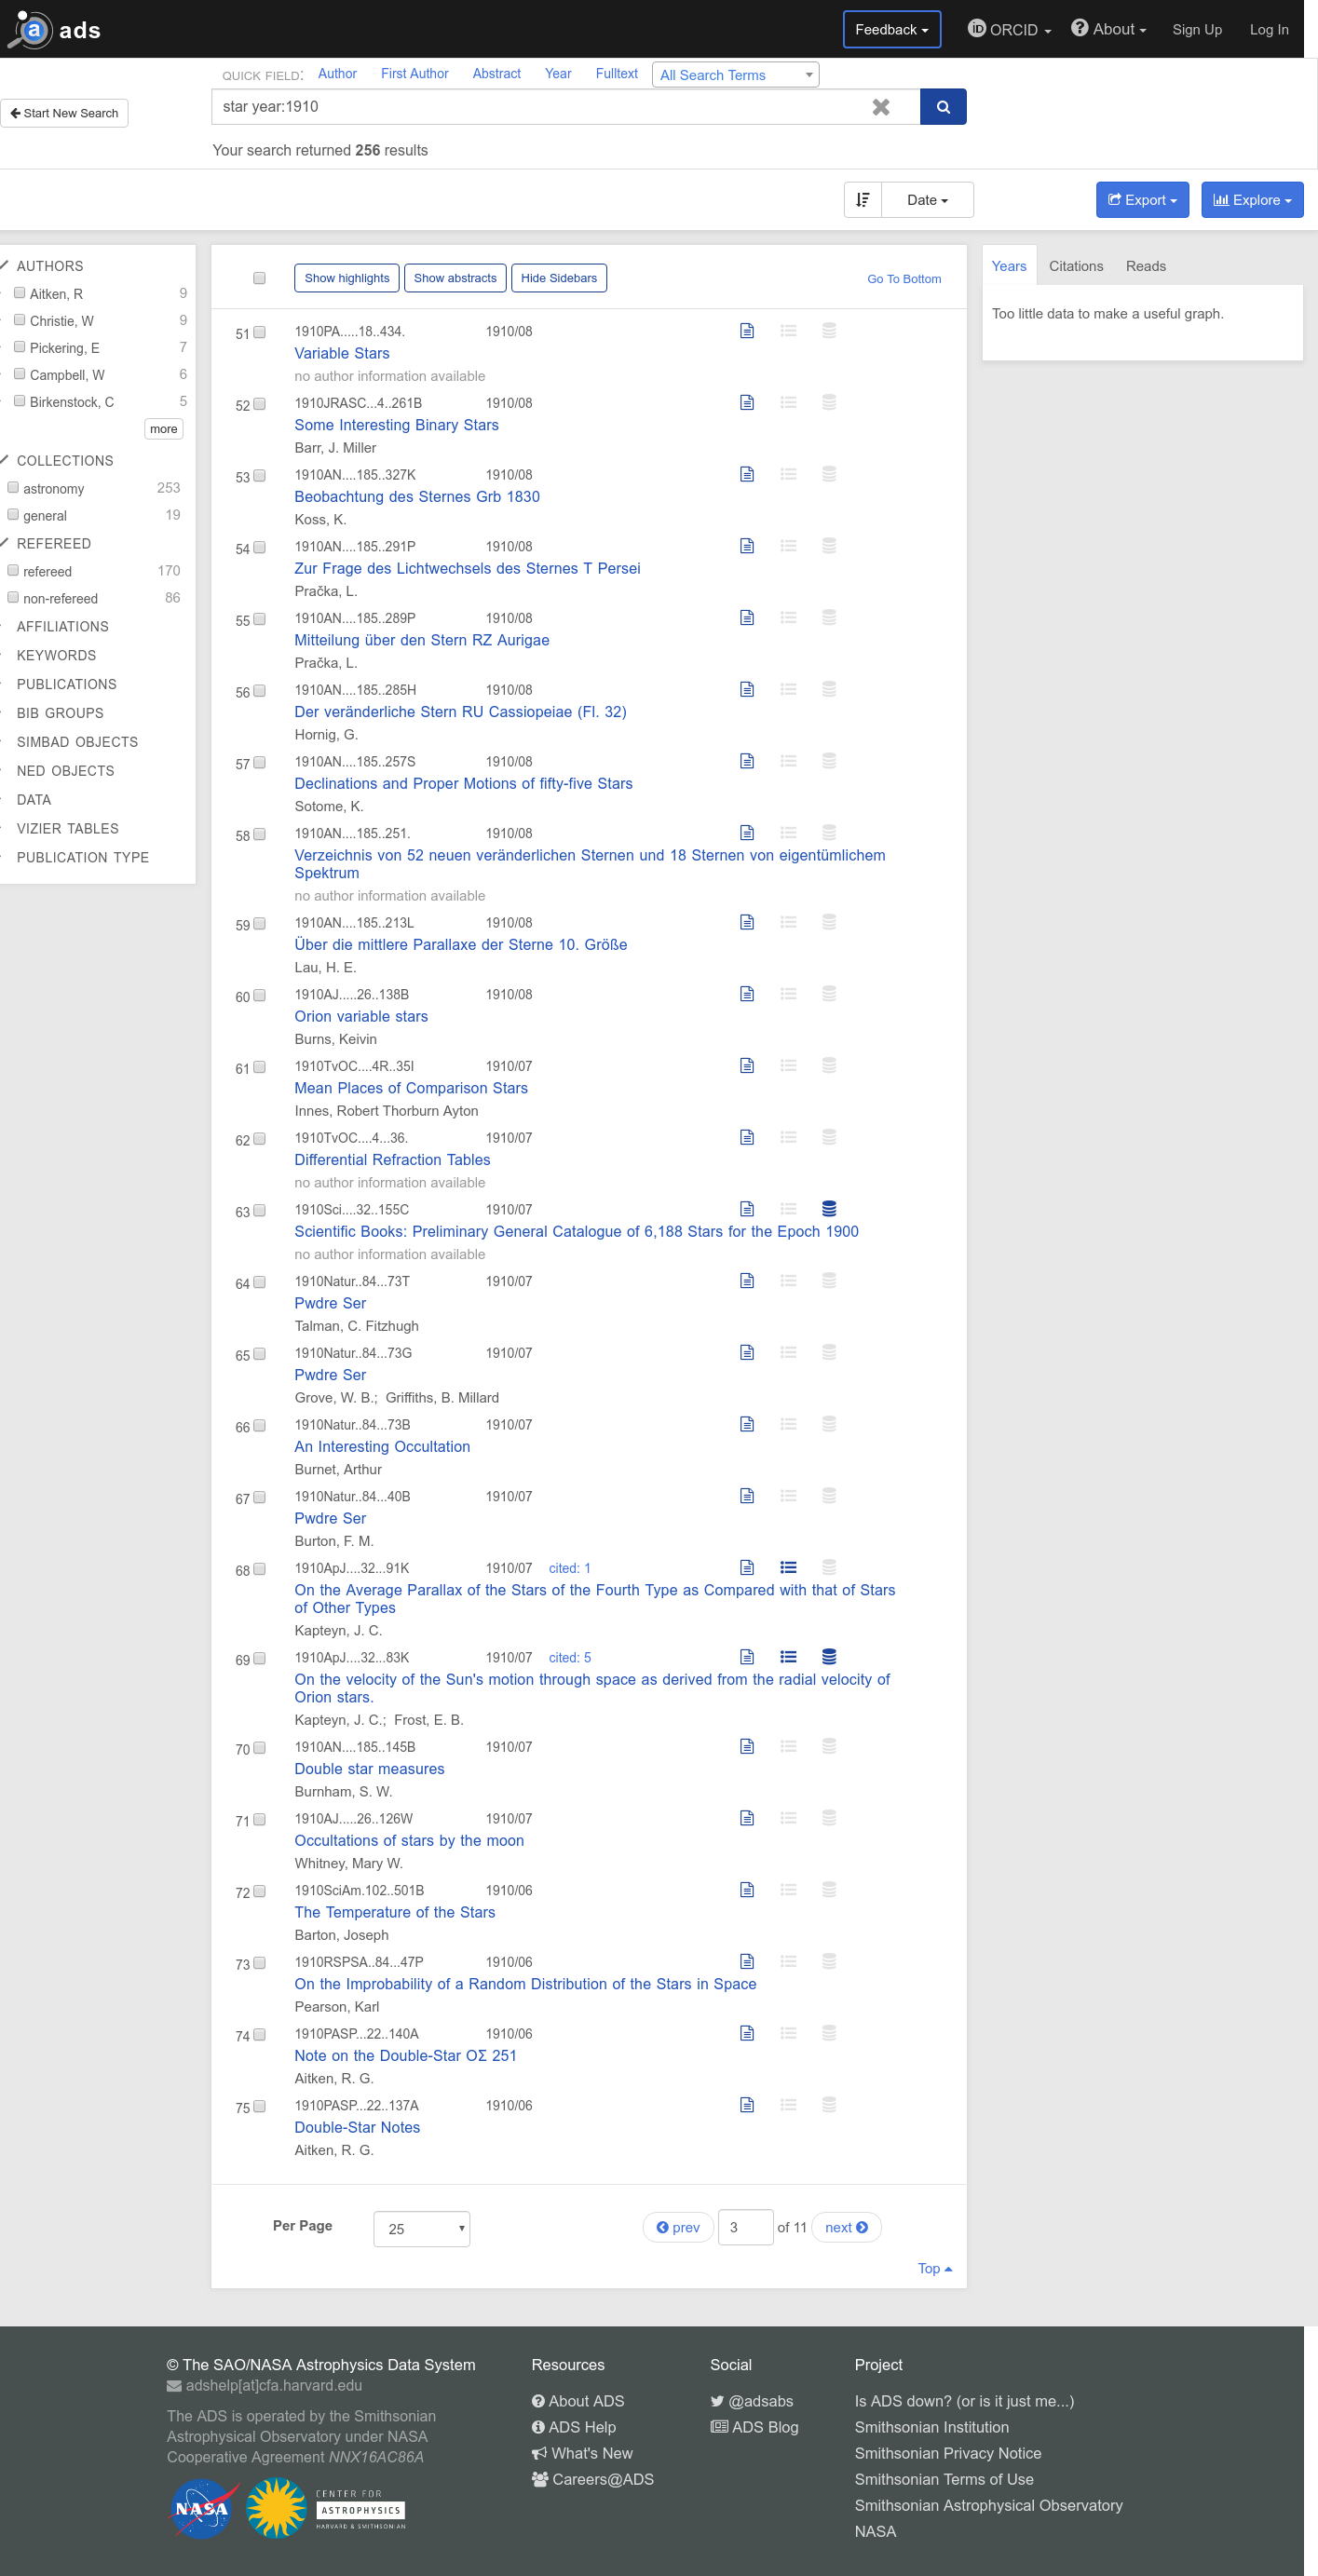 ads
Feedback
iD ORCID
About
Sign Up
Log In
QUICK FIELD: Author First Author Abstract Year Fulltext All Search Terms
Start New Search
star year:1910
Your search returned 256 results
Date
Export
Explore
AUTHORS
Aitken, R 9
Christie, W 9
Pickering, E 7
Campbell, W 6
Birkenstock, C 5
more
COLLECTIONS
astronomy 253
general 19
REFEREED
refereed 170
non-refereed 86
AFFILIATIONS
KEYWORDS
PUBLICATIONS
BIB GROUPS
SIMBAD OBJECTS
NED OBJECTS
DATA
VIZIER TABLES
PUBLICATION TYPE
Show highlights Show abstracts Hide Sidebars Go To Bottom
51 1910PA.....18..434. 1910/08
Variable Stars
no author information available
52 1910JRASC...4..261B 1910/08
Some Interesting Binary Stars
Barr, J. Miller
53 1910AN....185..327K 1910/08
Beobachtung des Sternes Grb 1830
Koss, K.
54 1910AN....185..291P 1910/08
Zur Frage des Lichtwechsels des Sternes T Persei
Pračka, L.
55 1910AN....185..289P 1910/08
Mitteilung über den Stern RZ Aurigae
Pračka, L.
56 1910AN....185..285H 1910/08
Der veränderliche Stern RU Cassiopeiae (Fl. 32)
Hornig, G.
57 1910AN....185..257S 1910/08
Declinations and Proper Motions of fifty-five Stars
Sotome, K.
58 1910AN....185..251. 1910/08
Verzeichnis von 52 neuen veränderlichen Sternen und 18 Sternen von eigentümlichem
Spektrum
no author information available
59 1910AN....185..213L 1910/08
Über die mittlere Parallaxe der Sterne 10. Größe
Lau, H. E.
60 1910AJ.....26..138B 1910/08
Orion variable stars
Burns, Keivin
61 1910TvOC....4R..35I 1910/07
Mean Places of Comparison Stars
Innes, Robert Thorburn Ayton
62 1910TvOC....4...36. 1910/07
Differential Refraction Tables
no author information available
63 1910Sci....32..155C 1910/07
Scientific Books: Preliminary General Catalogue of 6,188 Stars for the Epoch 1900
no author information available
64 1910Natur..84...73T 1910/07
Pwdre Ser
Talman, C. Fitzhugh
65 1910Natur..84...73G 1910/07
Pwdre Ser
Grove, W. B.; Griffiths, B. Millard
66 1910Natur..84...73B 1910/07
An Interesting Occultation
Burnet, Arthur
67 1910Natur..84...40B 1910/07
Pwdre Ser
Burton, F. M.
68 1910ApJ....32...91K 1910/07 cited: 1
On the Average Parallax of the Stars of the Fourth Type as Compared with that of Stars
of Other Types
Kapteyn, J. C.
69 1910ApJ....32...83K 1910/07 cited: 5
On the velocity of the Sun's motion through space as derived from the radial velocity of
Orion stars.
Kapteyn, J. C.; Frost, E. B.
70 1910AN....185..145B 1910/07
Double star measures
Burnham, S. W.
71 1910AJ.....26..126W 1910/07
Occultations of stars by the moon
Whitney, Mary W.
72 1910SciAm.102..501B 1910/06
The Temperature of the Stars
Barton, Joseph
73 1910RSPSA..84...47P 1910/06
On the Improbability of a Random Distribution of the Stars in Space
Pearson, Karl
74 1910PASP...22..140A 1910/06
Note on the Double-Star ΟΣ 251
Aitken, R. G.
75 1910PASP...22..137A 1910/06
Double-Star Notes
Aitken, R. G.
Per Page 25 prev 3 of 11 next
Top
Years Citations Reads
Too little data to make a useful graph.
© The SAO/NASA Astrophysics Data System
adshelp[at]cfa.harvard.edu
The ADS is operated by the Smithsonian
Astrophysical Observatory under NASA
Cooperative Agreement NNX16AC86A
NASA
CENTER FOR
ASTROPHYSICS
HARVARD & SMITHSONIAN
Resources
About ADS
ADS Help
What's New
Careers@ADS
Social
@adsabs
ADS Blog
Project
Is ADS down? (or is it just me...)
Smithsonian Institution
Smithsonian Privacy Notice
Smithsonian Terms of Use
Smithsonian Astrophysical Observatory
NASA